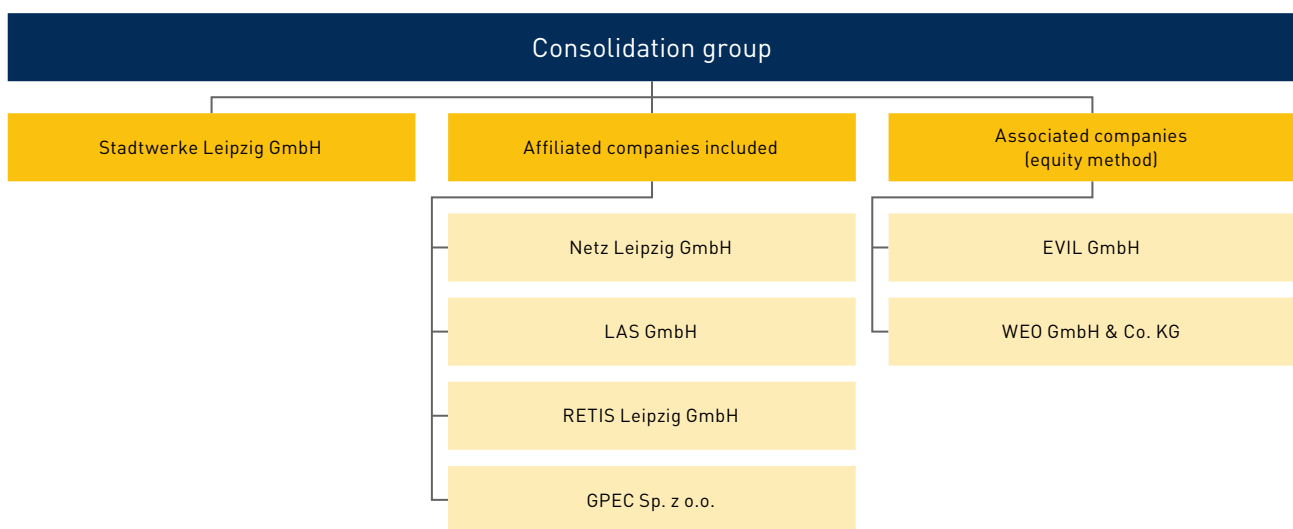 Consolidation group
Stadtwerke Leipzig GmbH
Affiliated companies included
Associated companies
(equity method)
Netz Leipzig GmbH
LAS GmbH
RETIS Leipzig GmbH
GPEC Sp. z o.o.
EVIL GmbH
WEO GmbH & Co. KG